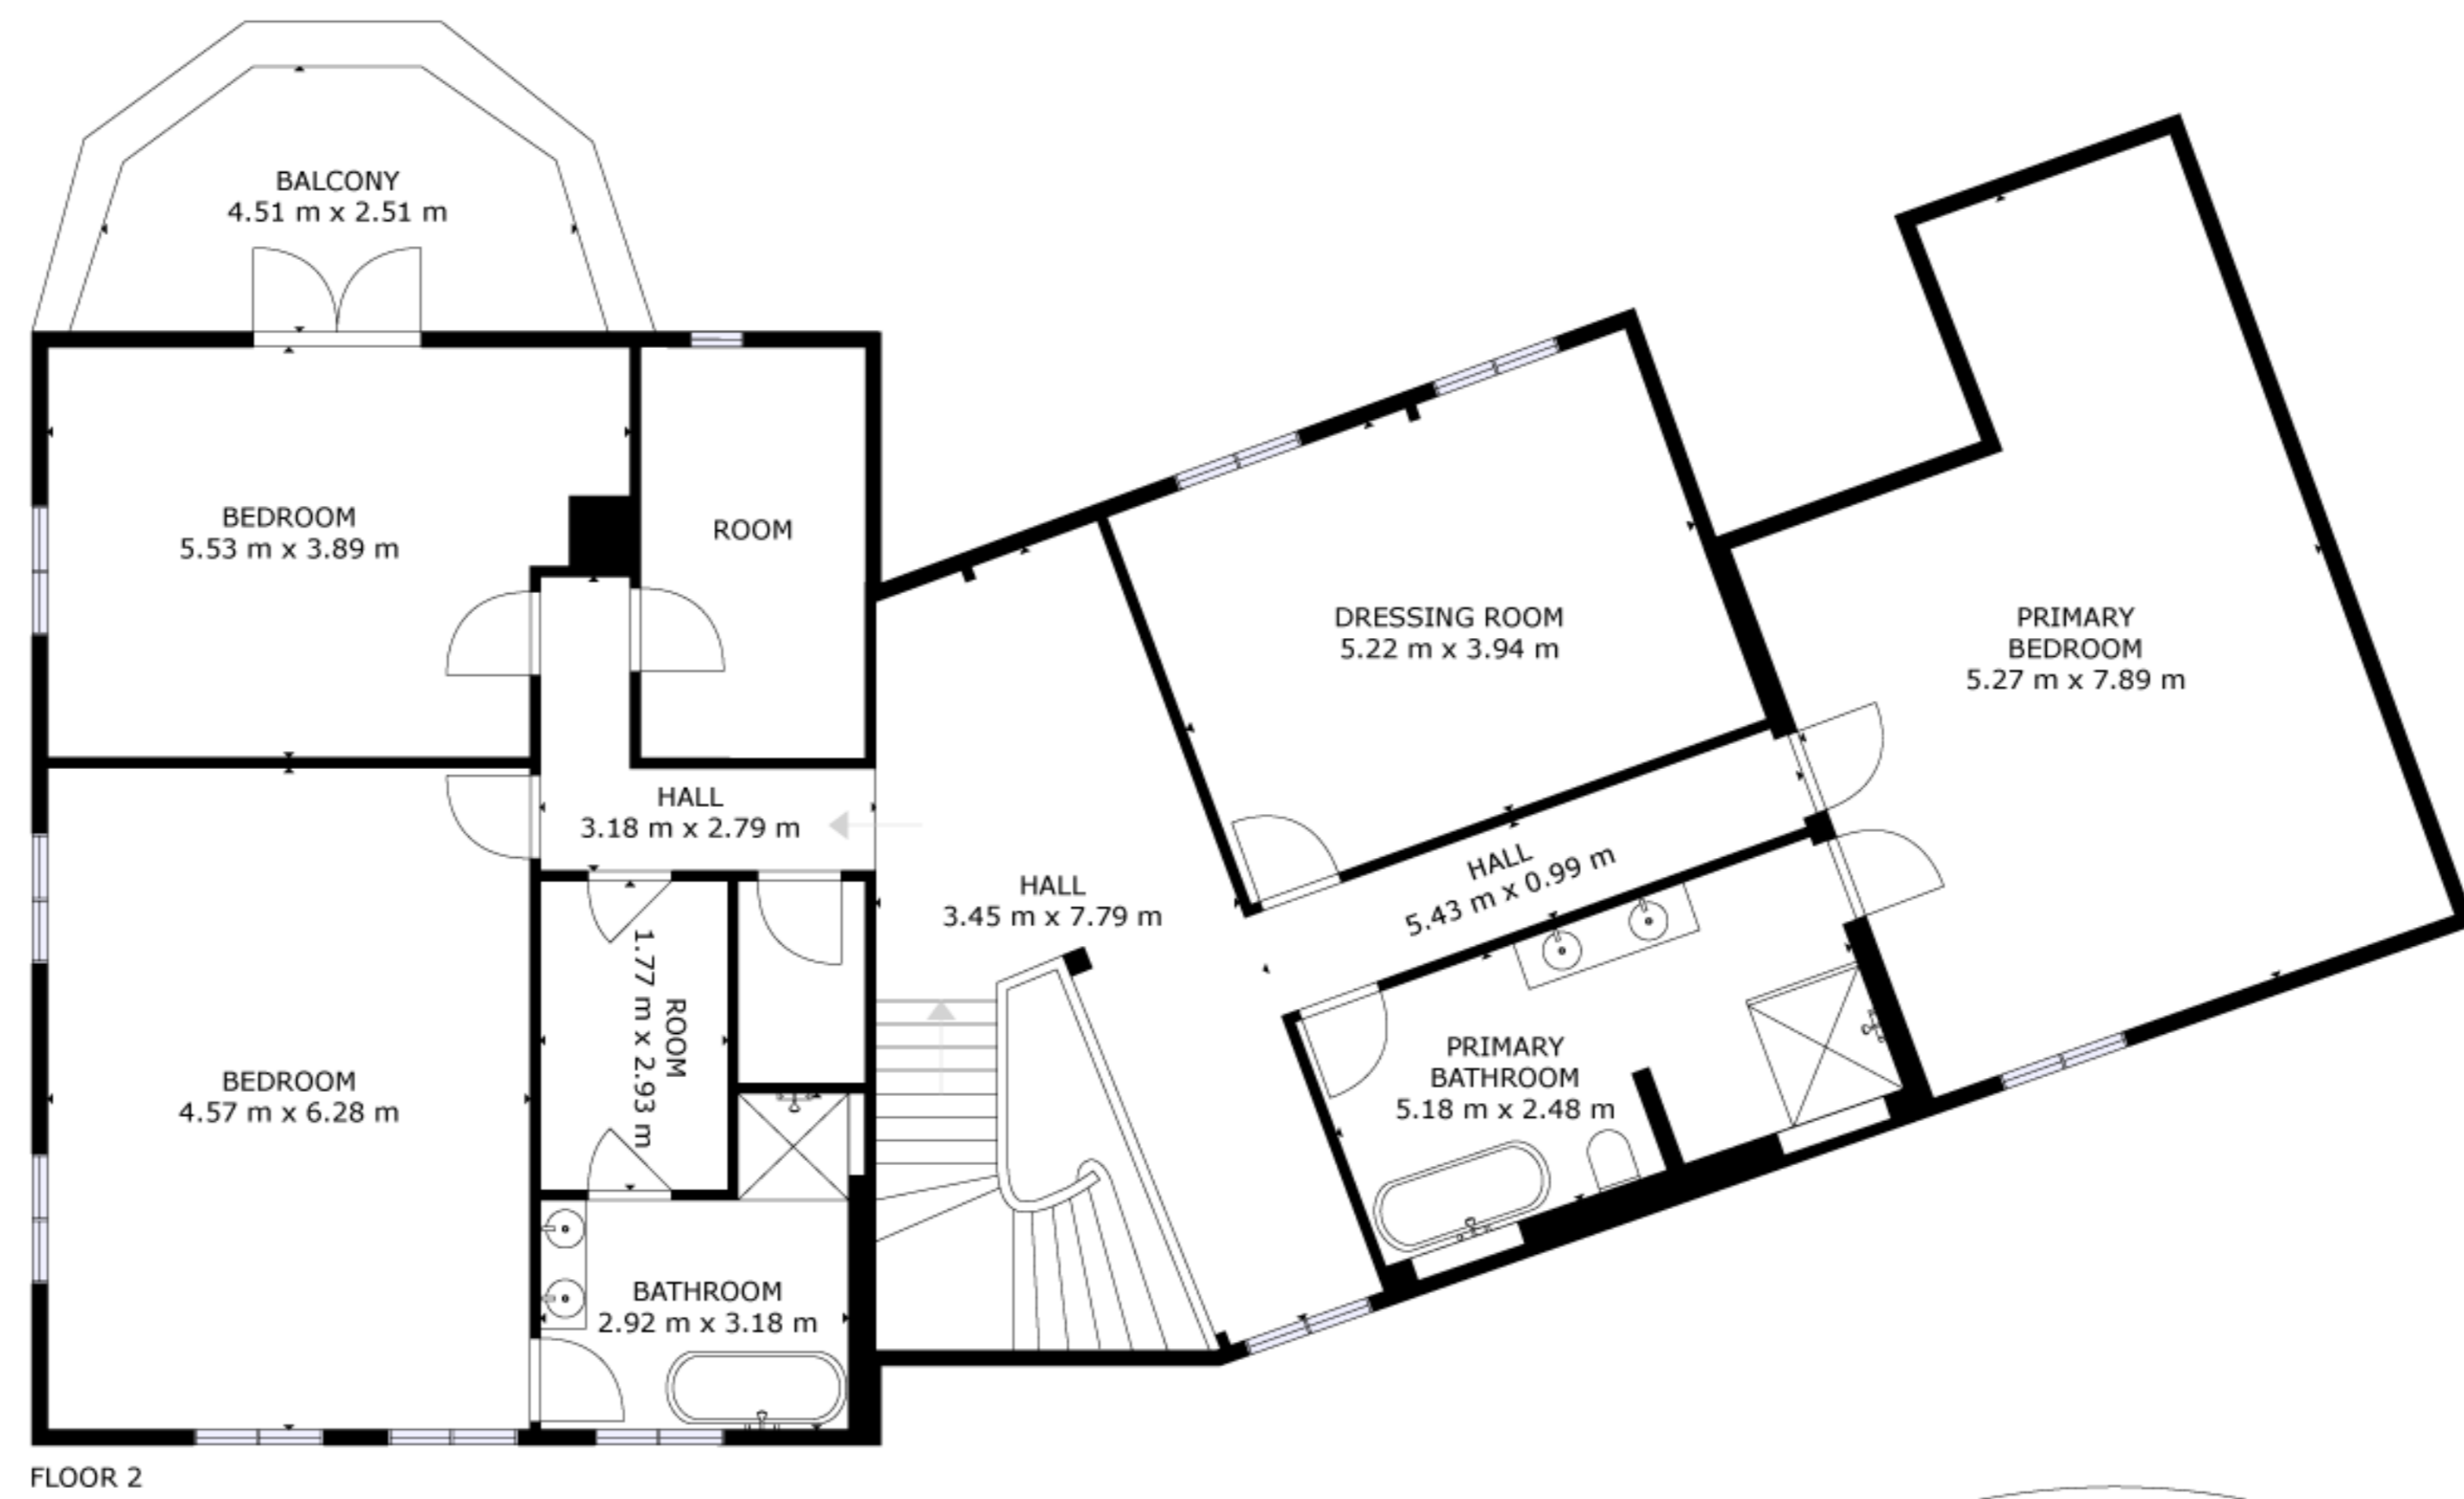 BALCONY
4.51 m x 2.51 m
BEDROOM
5.53 m x 3.89 m
ROOM
DRESSING ROOM
5.22 m x 3.94 m
PRIMARY
BEDROOM
5.27 m x 7.89 m
HALL
3.18 m x 2.79 m
HALL
3.45 m x 7.79 m
HALL
5.43 m x 0.99 m
ROOM
1.77 m x 2.93 m
BEDROOM
4.57 m x 6.28 m
PRIMARY
BATHROOM
5.18 m x 2.48 m
BATHROOM
2.92 m x 3.18 m
FLOOR 2